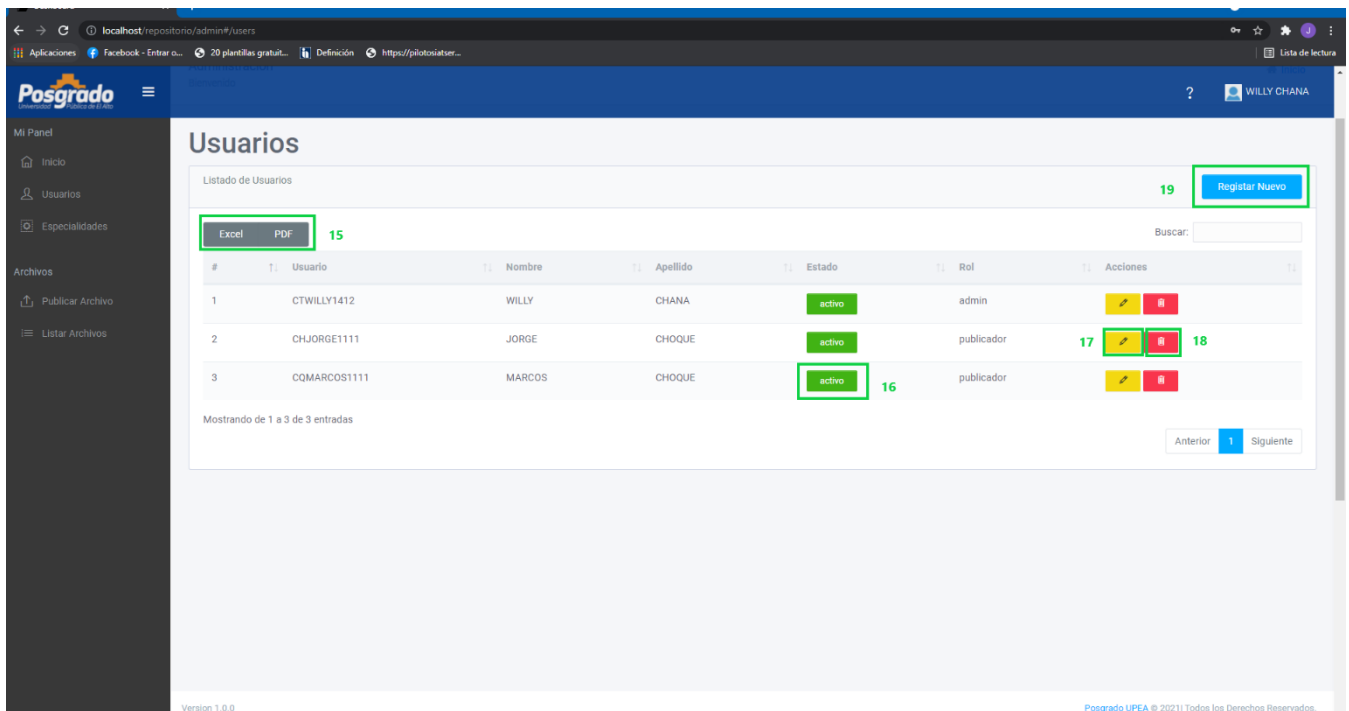 localhost/repositorio/admin#/users
Aplicaciones Facebook - Entrar o... 20 plantillas gratuit... Definición https://pilotosiatser... Lista de lectura
Posgrado
Universidad Pública de El Alto
? WILLY CHANA
Mi Panel
Inicio
Usuarios
Especialidades
Archivos
Publicar Archivo
Listar Archivos
Usuarios
Listado de Usuarios
19 Registar Nuevo
Excel PDF 15 Buscar:
# Usuario Nombre Apellido Estado Rol Acciones
1 CTWILLY1412 WILLY CHANA activo admin
2 CHJORGE1111 JORGE CHOQUE activo publicador 17 18
3 CQMARCOS1111 MARCOS CHOQUE activo 16 publicador
Mostrando de 1 a 3 de 3 entradas
Anterior 1 Siguiente
Version 1.0.0 Posgrado UPEA © 2021| Todos los Derechos Reservados.